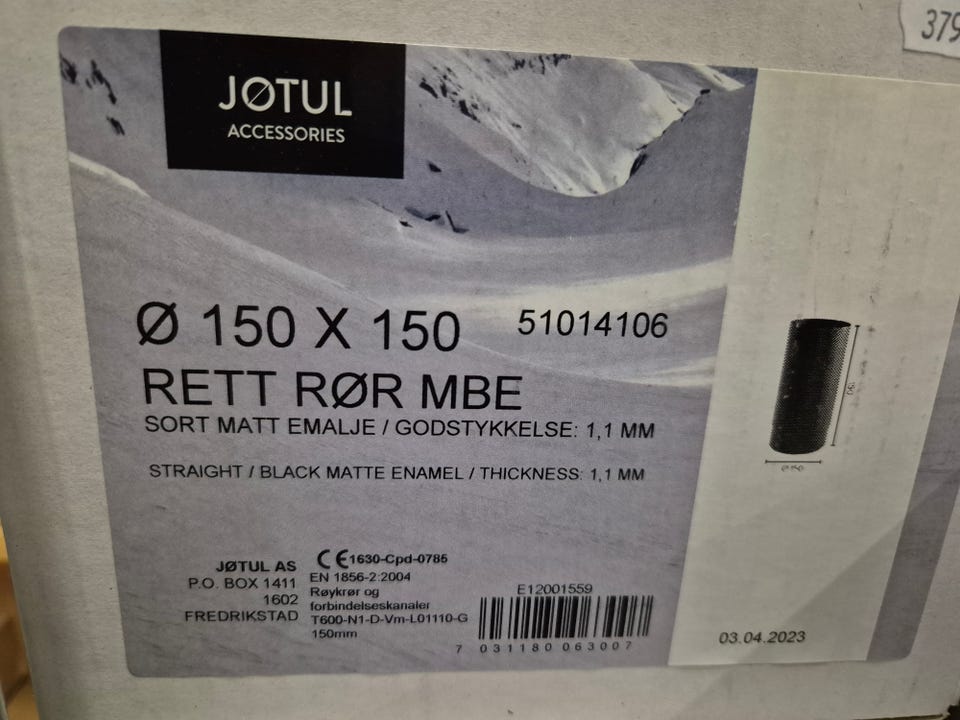 379
JØTUL
ACCESSORIES
Ø 150 X 150
51014106
RETT RØR MBE
SORT MATT EMALJE / GODSTYKKELSE: 1,1 MM
STRAIGHT / BLACK MATTE ENAMEL / THICKNESS: 1,1 MM
150
Ø150
JØTUL AS
P.O. BOX 1411
1602
FREDRIKSTAD
CE 1630-Cpd-0785
EN 1856-2:2004
Røykrør og
forbindelseskanaler
T600-N1-D-Vm-L01110-G
150mm
E12001559
7 031180 063007
03.04.2023